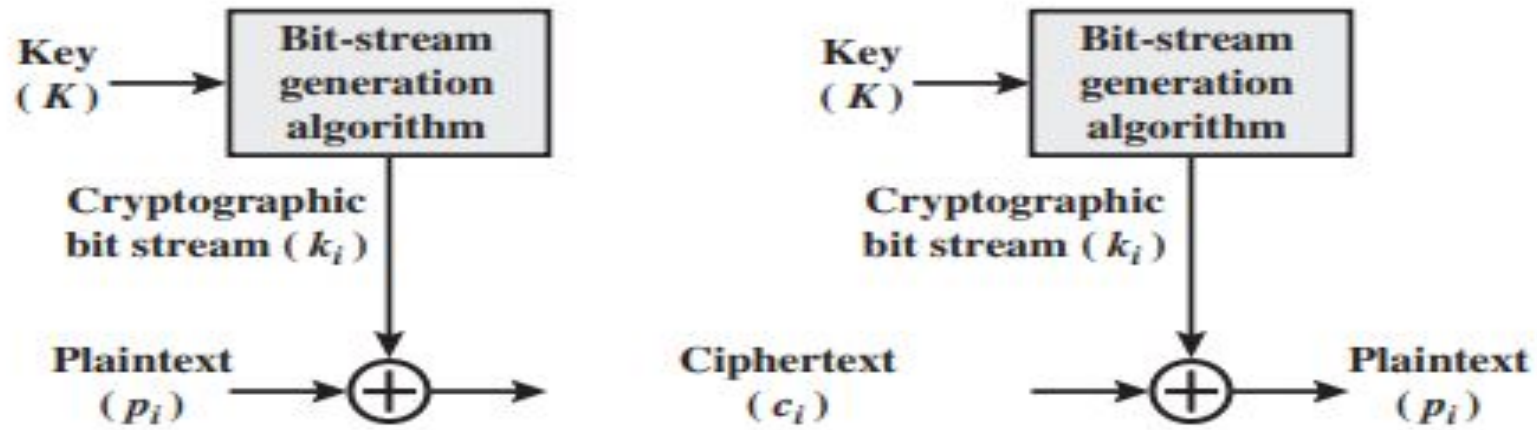 Key
( K )
Bit-stream
generation
algorithm
Cryptographic
bit stream ( kᵢ )
Plaintext
( pᵢ )
Key
( K )
Bit-stream
generation
algorithm
Cryptographic
bit stream ( kᵢ )
Ciphertext
( cᵢ )
Plaintext
( pᵢ )